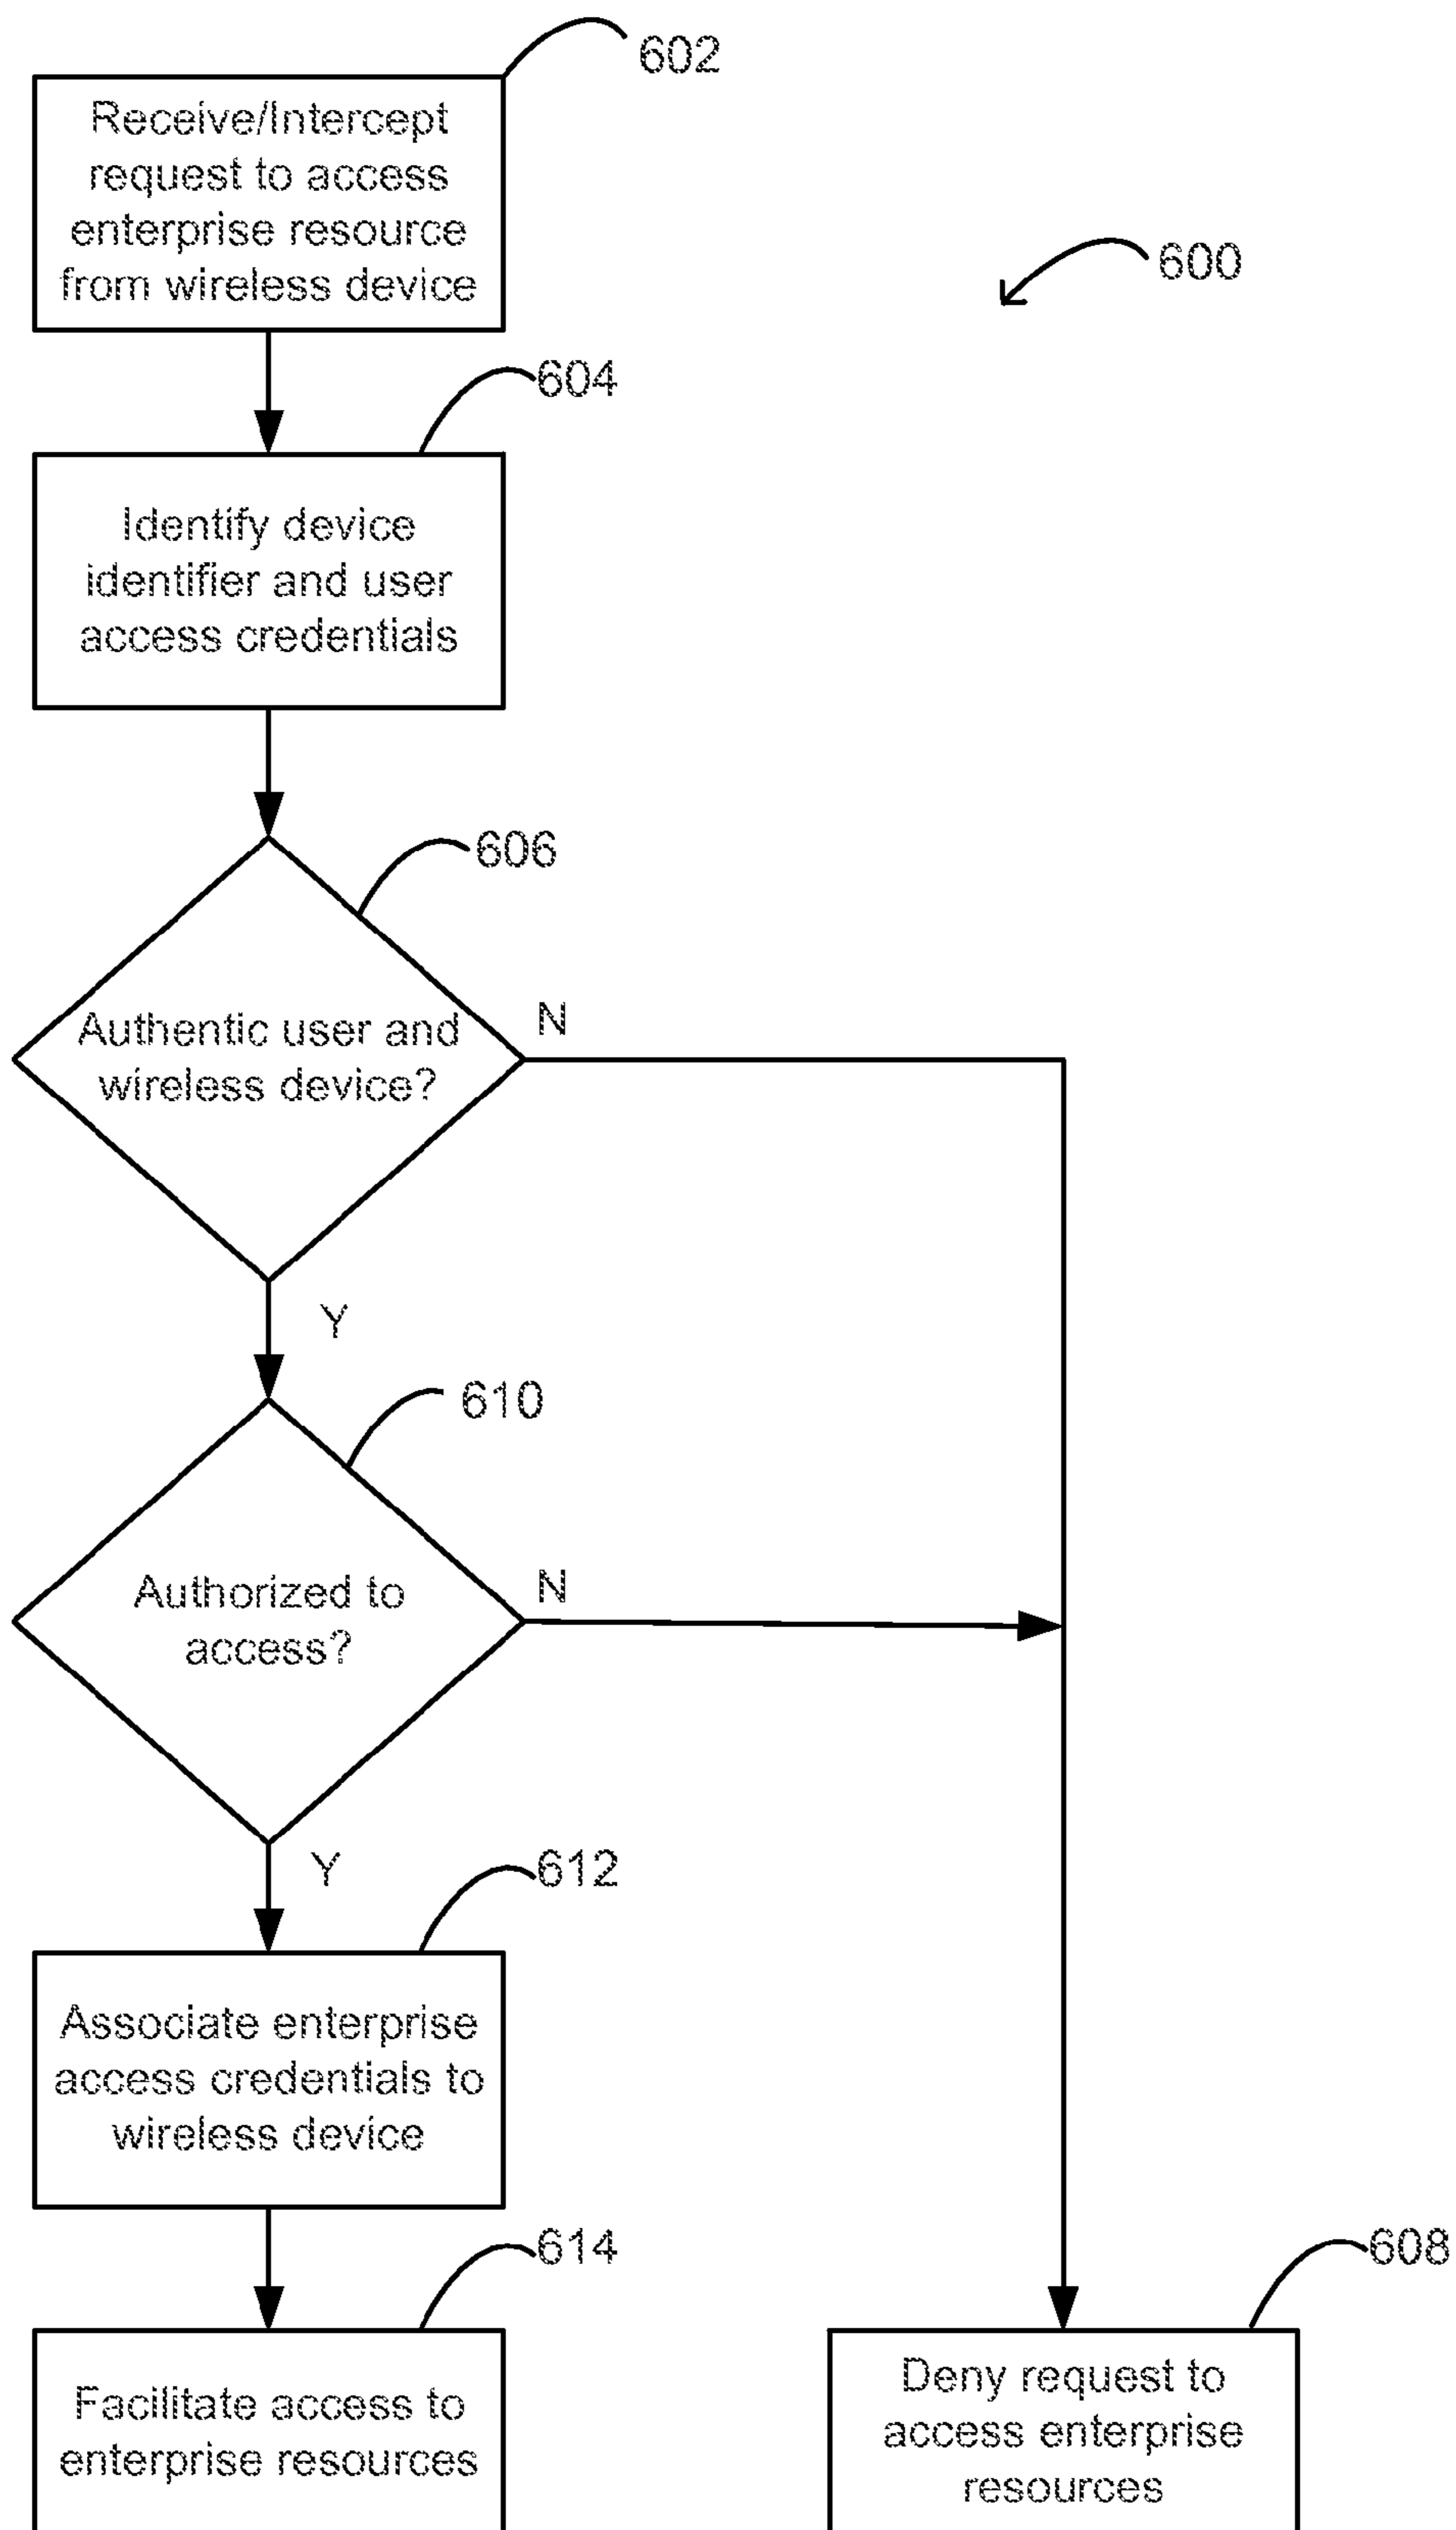 602
Receive/Intercept
request to access
enterprise resource
from wireless device
600
604
Identify device
identifier and user
access credentials
606
Authentic user and
wireless device?
N
Y
610
Authorized to
access?
N
Y
612
Associate enterprise
access credentials to
wireless device
614
Facilitate access to
enterprise resources
608
Deny request to
access enterprise
resources